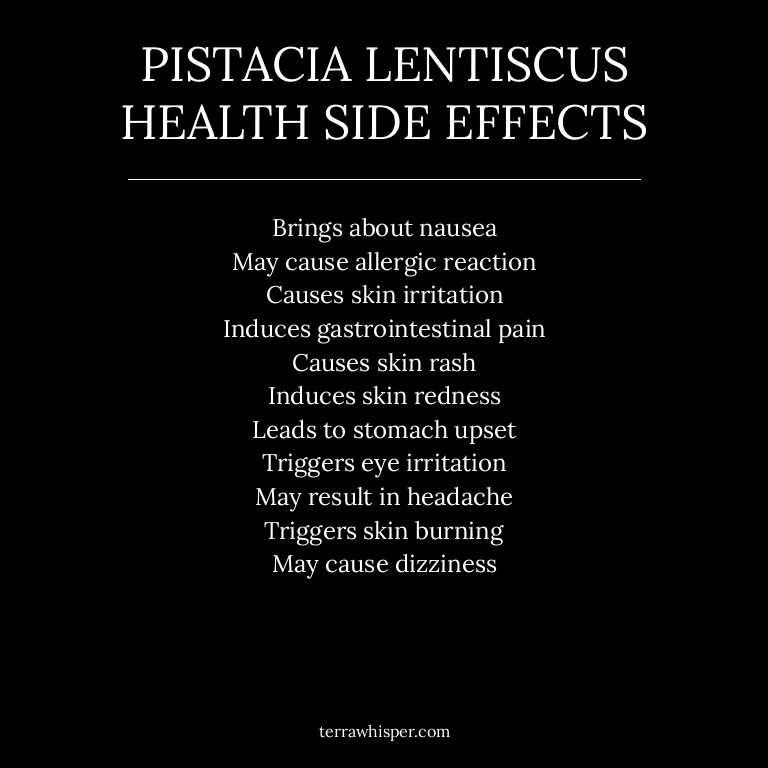 PISTACIA LENTISCUS
HEALTH SIDE EFFECTS
Brings about nausea
May cause allergic reaction
Causes skin irritation
Induces gastrointestinal pain
Causes skin rash
Induces skin redness
Leads to stomach upset
Triggers eye irritation
May result in headache
Triggers skin burning
May cause dizziness
terrawhisper.com